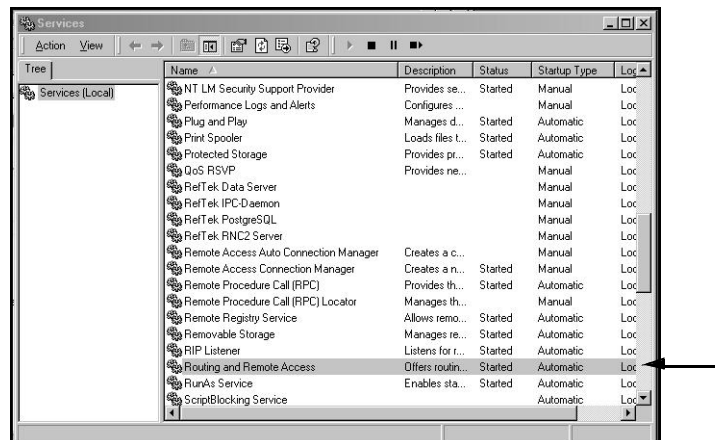 Services
Action View
Tree
Services (Local)
Name Description Status Startup Type Log
NT LM Security Support Provider Provides se... Started Manual Loc
Performance Logs and Alerts Configures ... Manual Loc
Plug and Play Manages d... Started Automatic Loc
Print Spooler Loads files t... Started Automatic Loc
Protected Storage Provides pr... Started Automatic Loc
QoS RSVP Provides ne... Manual Loc
RefTek Data Server Manual Loc
RefTek IPC-Daemon Manual Loc
RefTek PostgreSQL Manual Loc
RefTek RNC2 Server Manual Loc
Remote Access Auto Connection Manager Creates a c... Manual Loc
Remote Access Connection Manager Creates a n... Started Manual Loc
Remote Procedure Call (RPC) Provides th... Started Automatic Loc
Remote Procedure Call (RPC) Locator Manages th... Manual Loc
Remote Registry Service Allows remo... Started Automatic Loc
Removable Storage Manages re... Started Automatic Loc
RIP Listener Listens for r... Started Automatic Loc
Routing and Remote Access Offers routin... Started Automatic Loc
RunAs Service Enables sta... Started Automatic Loc
ScriptBlocking Service Automatic Loc